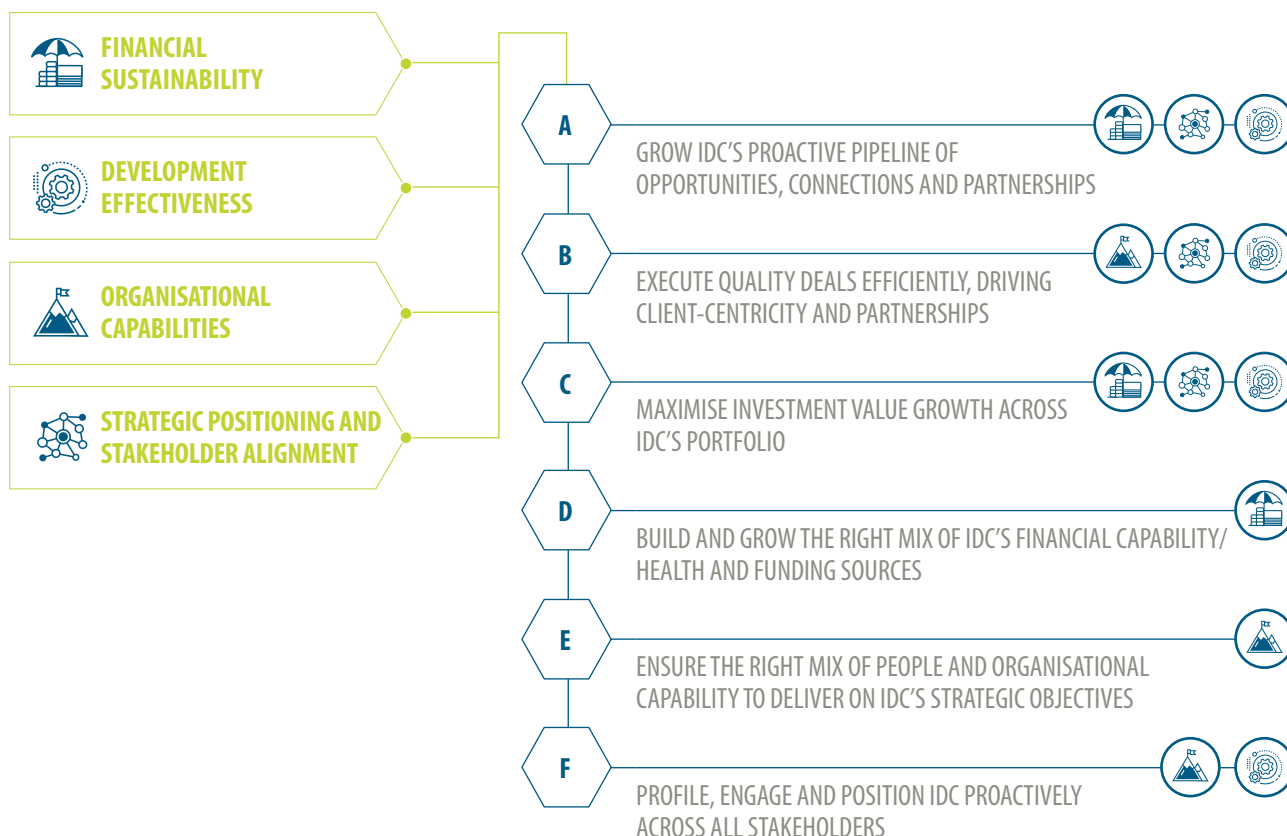 FINANCIAL
SUSTAINABILITY
DEVELOPMENT
EFFECTIVENESS
ORGANISATIONAL
CAPABILITIES
STRATEGIC POSITIONING AND
STAKEHOLDER ALIGNMENT
A
GROW IDC'S PROACTIVE PIPELINE OF
OPPORTUNITIES, CONNECTIONS AND PARTNERSHIPS
B
EXECUTE QUALITY DEALS EFFICIENTLY, DRIVING
CLIENT-CENTRICITY AND PARTNERSHIPS
C
MAXIMISE INVESTMENT VALUE GROWTH ACROSS
IDC'S PORTFOLIO
D
BUILD AND GROW THE RIGHT MIX OF IDC'S FINANCIAL CAPABILITY/
HEALTH AND FUNDING SOURCES
E
ENSURE THE RIGHT MIX OF PEOPLE AND ORGANISATIONAL
CAPABILITY TO DELIVER ON IDC'S STRATEGIC OBJECTIVES
F
PROFILE, ENGAGE AND POSITION IDC PROACTIVELY
ACROSS ALL STAKEHOLDERS